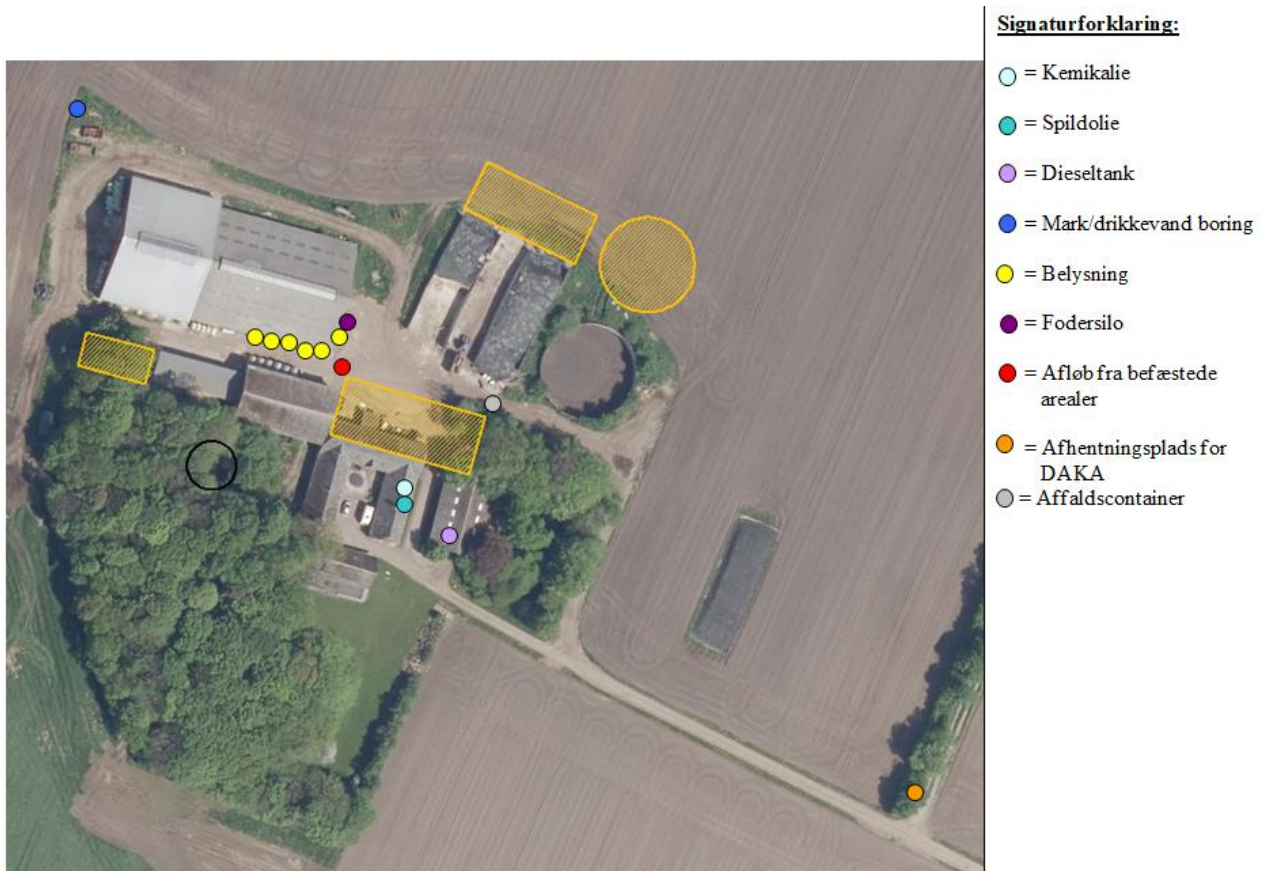 Signaturforklaring:
= Kemikalie
= Spildolie
= Dieseltank
= Mark/drikkevand boring
= Belysning
= Fodersilo
= Afløb fra befæstede
arealer
= Afhentningsplads for
DAKA
= Affaldscontainer